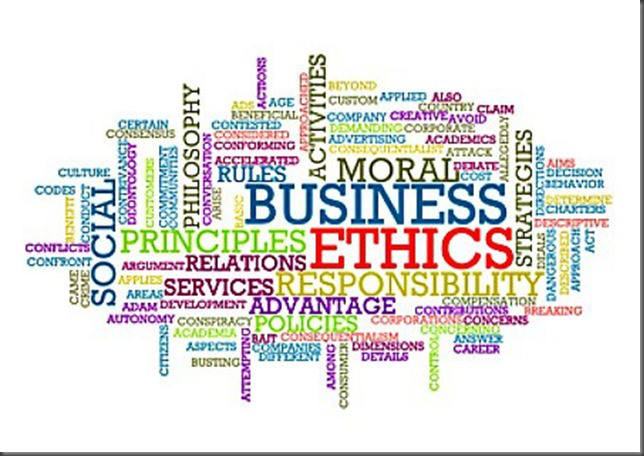 ACTIONS
ACTIVITIES
BEYOND
APPROACHED
PHILOSOPHY
ADS
AGE
CUSTOM
APPLIED
ALSO
BENEFICIAL
COUNTRY
CLAIM
CERTAIN
CONTESTED
COMPANY
CREATIVE
AVOID
CONSENSUS
CONSIDERED
DEMANDING
CORPORATE
ALLEGEDLY
CONFORMING
ADVERTISING
ACADEMICS
STRATEGIES
CONSEQUENTIALIST
ATTACK
DIRECTIONS
CONTRIVANCE
DEONTOLOGY
CUSTOMERS
COMMITMENT
COMMUNITIES
CONVERSATION
ACCELERATED
MORAL
DEBATE
AIMS
CULTURE
RULES
COST
DECISION
CODES
CONDUCT
SOCIAL
ARISE
BEHAVIOR
BENEFIT
BASIC
BUSINESS
DETERMINE
CHARTERS
DESCRIPTIVE
CONFLICTS
PRINCIPLES
ETHICS
DEALS
DANGEROUS
DESCRIBED
APPROACH
ACT
CONFRONT
ARGUMENT
RELATIONS
CAME
CRIME
APPLIES
SERVICES
RESPONSIBILITY
AREAS
ADAM
DEVELOPMENT
ADVANTAGE
COMPENSATION
CONTRIBUTIONS
BREAKING
AUTONOMY
CONSPIRACY
POLICIES
CORPORATIONS
CONCERNS
CITIZENS
ACADEMIA
BAIT
CONSEQUENTIALISM
CONCERNING
ASPECTS
COMPANIES
DIMENSIONS
CONTROL
ANSWER
BUSTING
ATTEMPTING
DIFFERENT
AMONG
CONSUMER
DETAILS
CAREER